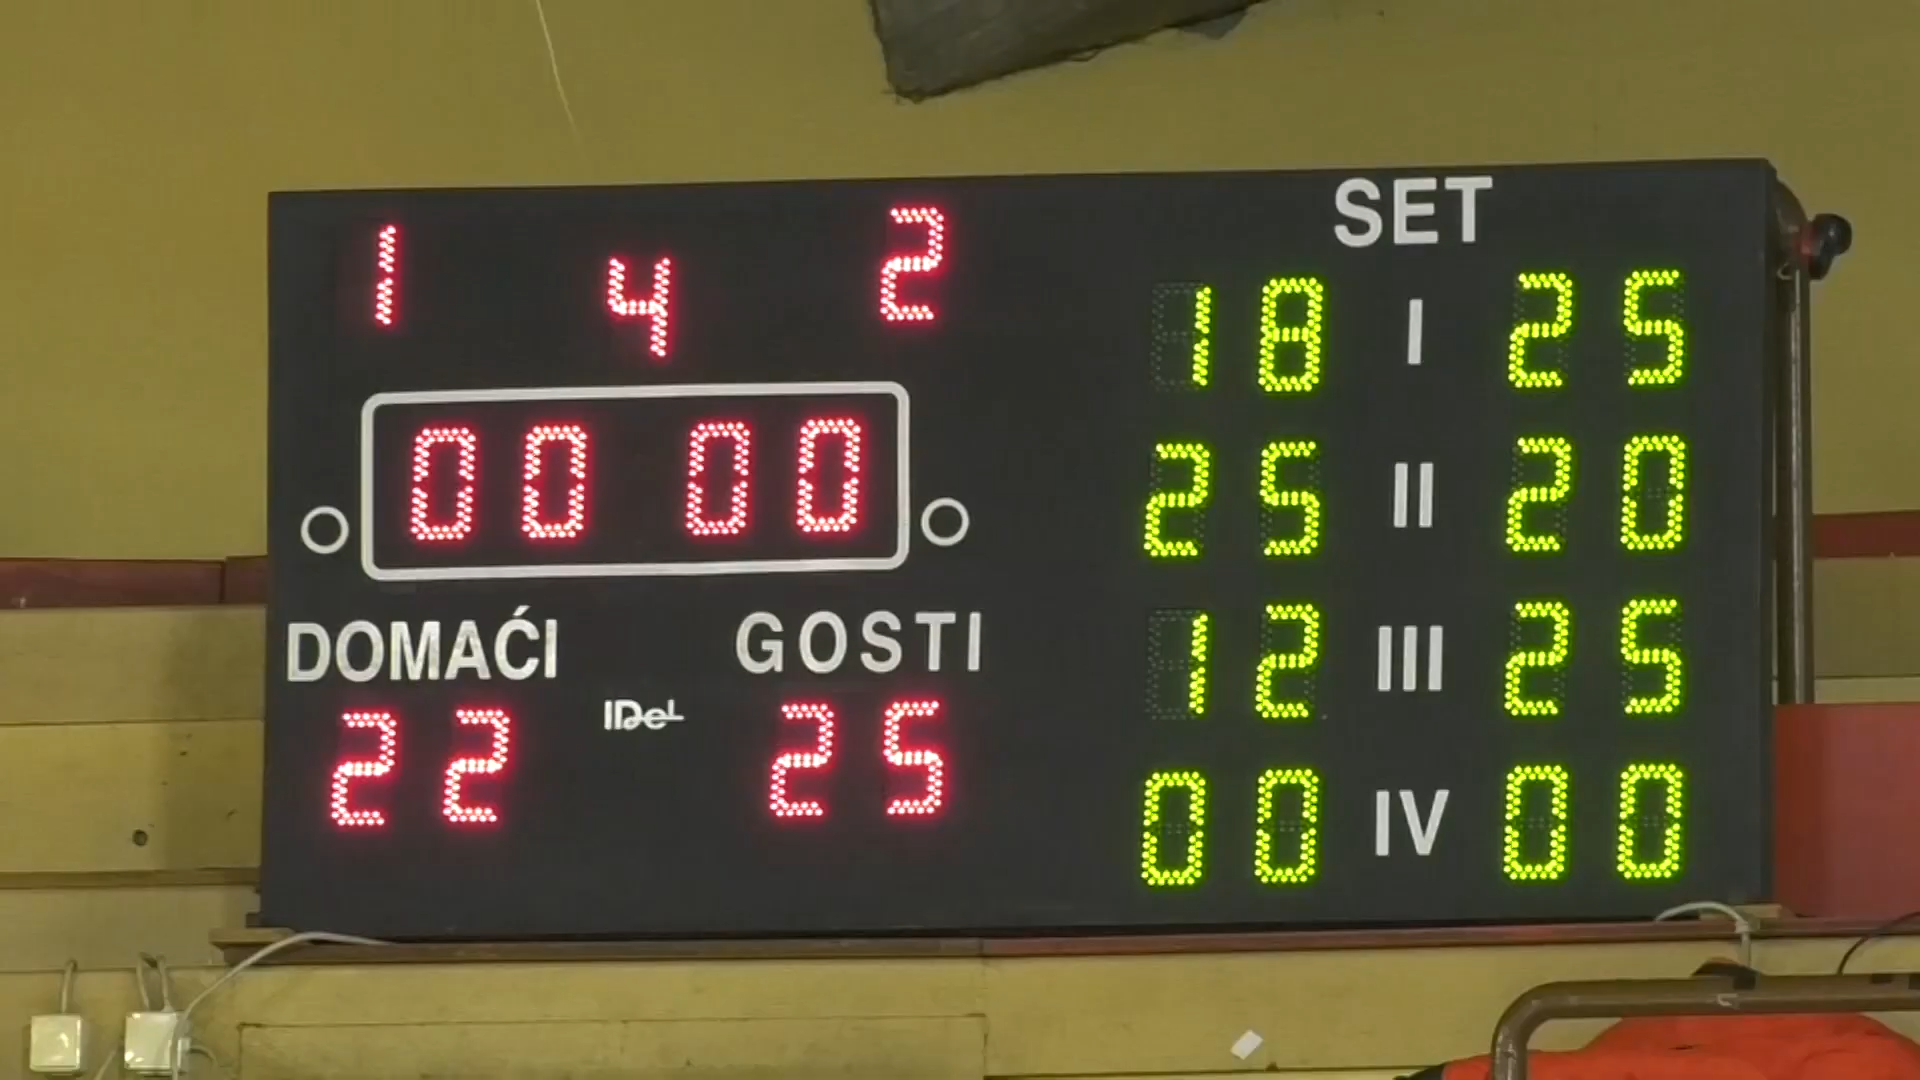 1 4 2
00 00
DOMAĆI GOSTI
IDeL
22 25
SET
18 I 25
25 II 20
12 III 25
00 IV 00